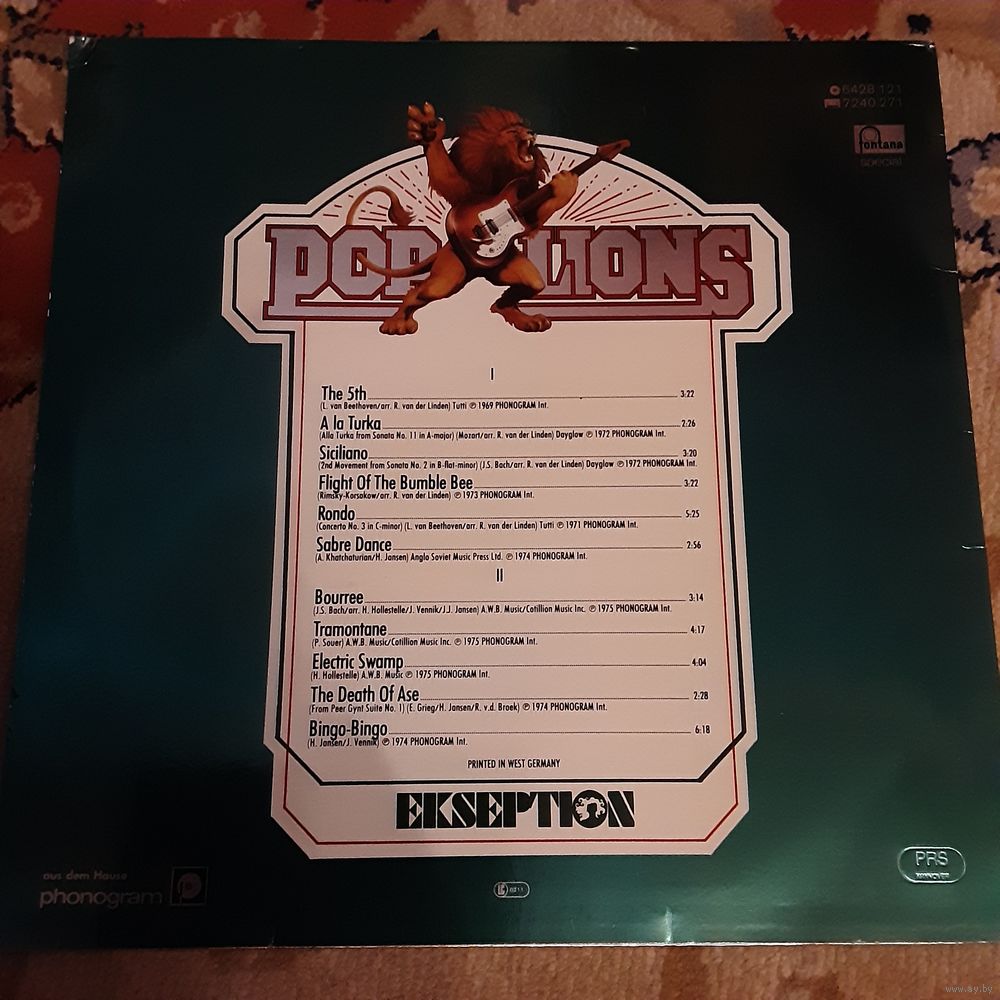 6428 121
7240 271
fontana
special
POP LIONS
I
The 5th 3:22
(L. van Beethoven/arr. R. van der Linden) Tutti ℗ 1969 PHONOGRAM Int.
A la Turka 2:26
(Alla Turka from Sonata No. 11 in A-major) (Mozart/arr. R. van der Linden) Dayglow ℗ 1972 PHONOGRAM Int.
Siciliano 3:20
(2nd Movement from Sonata No. 2 in B-flat-minor) (J.S. Bach/arr. R. van der Linden) Dayglow ℗ 1972 PHONOGRAM Int.
Flight Of The Bumble Bee 3:22
(Rimsky-Korsakow/arr. R. van der Linden) ℗ 1973 PHONOGRAM Int.
Rondo 5:25
(Concerto No. 3 in C-minor) (L. van Beethoven/arr. R. van der Linden) Tutti ℗ 1971 PHONOGRAM Int.
Sabre Dance 2:56
(A. Khatchaturian/H. Jansen) Anglo Soviet Music Press Ltd. ℗ 1974 PHONOGRAM Int.
II
Bourree 3:14
(J.S. Bach/arr. H. Hollestelle/J. Vennik/J.J. Jansen) A.W.B. Music/Cotillion Music Inc. ℗ 1975 PHONOGRAM Int.
Tramontane 4:17
(P. Souer) A.W.B. Music/Cotillion Music Inc. ℗ 1975 PHONOGRAM Int.
Electric Swamp 4:04
(H. Hollestelle) A.W.B. Music ℗ 1975 PHONOGRAM Int.
The Death Of Ase 2:28
(From Peer Gynt Suite No. 1) (E. Grieg/H. Jansen/R. v.d. Broek) ℗ 1974 PHONOGRAM Int.
Bingo-Bingo 6:18
(H. Jansen/J. Vennik) ℗ 1974 PHONOGRAM Int.
PRINTED IN WEST GERMANY
EKSEPTION
PRS
HANNOVER
aus dem Hause
phonogram
www.ay.by